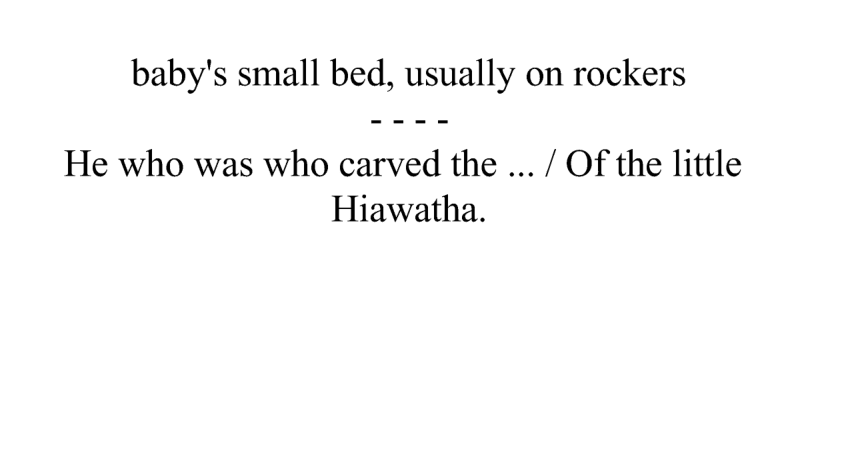 baby's small bed, usually on rockers
- - - -
He who was who carved the ... / Of the little
Hiawatha.